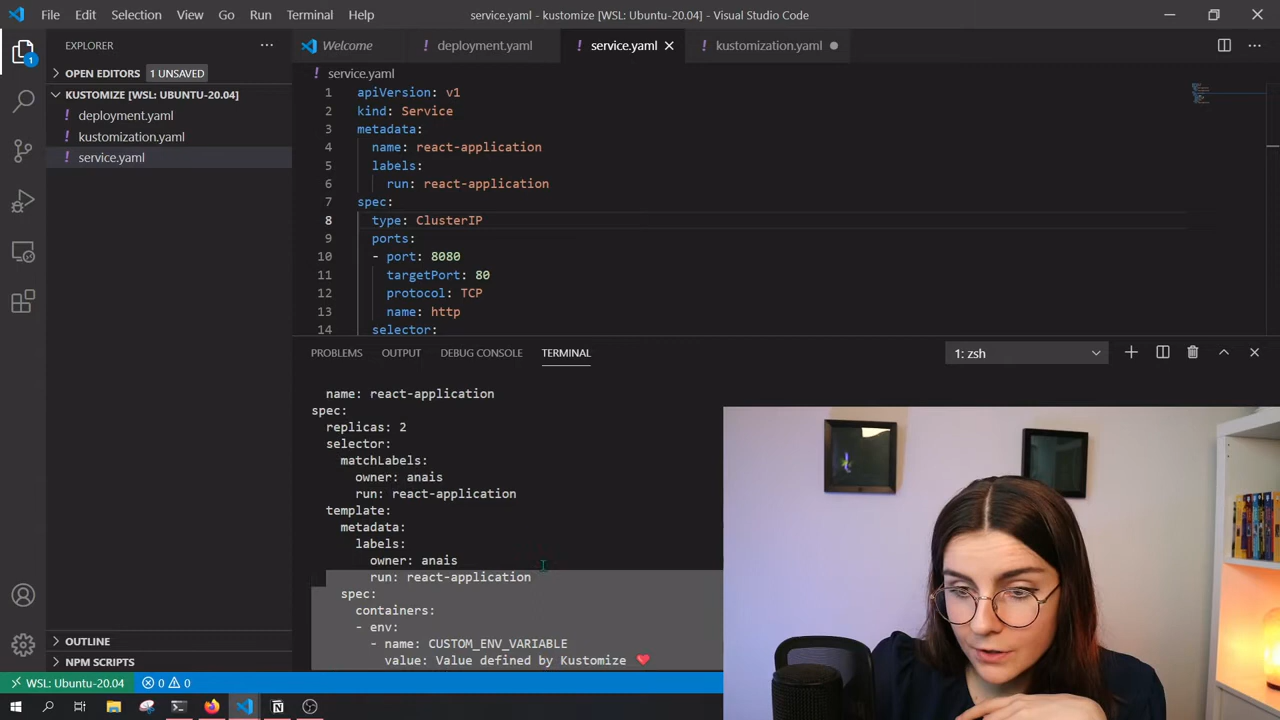 File Edit Selection View Go Run Terminal Help
service.yaml - kustomize [WSL: Ubuntu-20.04] - Visual Studio Code
EXPLORER
Welcome
deployment.yaml
service.yaml
kustomization.yaml
OPEN EDITORS 1 UNSAVED
KUSTOMIZE [WSL: UBUNTU-20.04]
deployment.yaml
kustomization.yaml
service.yaml
1
service.yaml
1 apiVersion: v1
2 kind: Service
3 metadata:
4 name: react-application
5 labels:
6 run: react-application
7 spec:
8 type: ClusterIP
9 ports:
10 - port: 8080
11 targetPort: 80
12 protocol: TCP
13 name: http
14 selector:
PROBLEMS OUTPUT DEBUG CONSOLE TERMINAL
1: zsh
name: react-application
spec:
replicas: 2
selector:
matchLabels:
owner: anais
run: react-application
template:
metadata:
labels:
owner: anais
run: react-application
spec:
containers:
- env:
- name: CUSTOM_ENV_VARIABLE
value: Value defined by Kustomize ❤️
OUTLINE
NPM SCRIPTS
WSL: Ubuntu-20.04
0 0